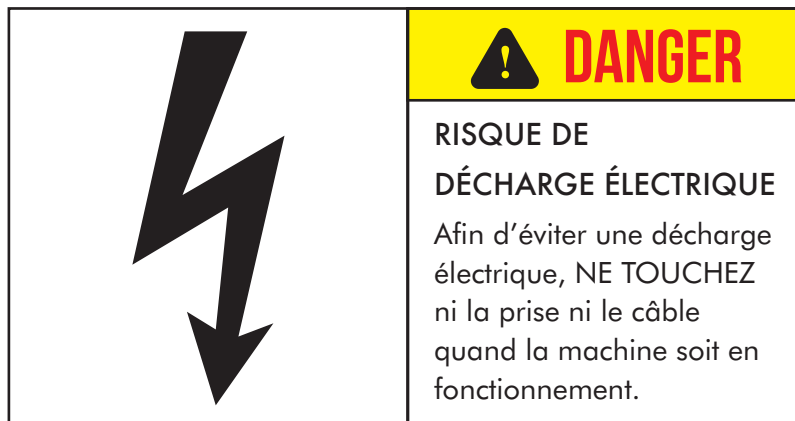 DANGER
RISQUE DE
DÉCHARGE ÉLECTRIQUE
Afin d’éviter une décharge
électrique, NE TOUCHEZ
ni la prise ni le câble
quand la machine soit en
fonctionnement.